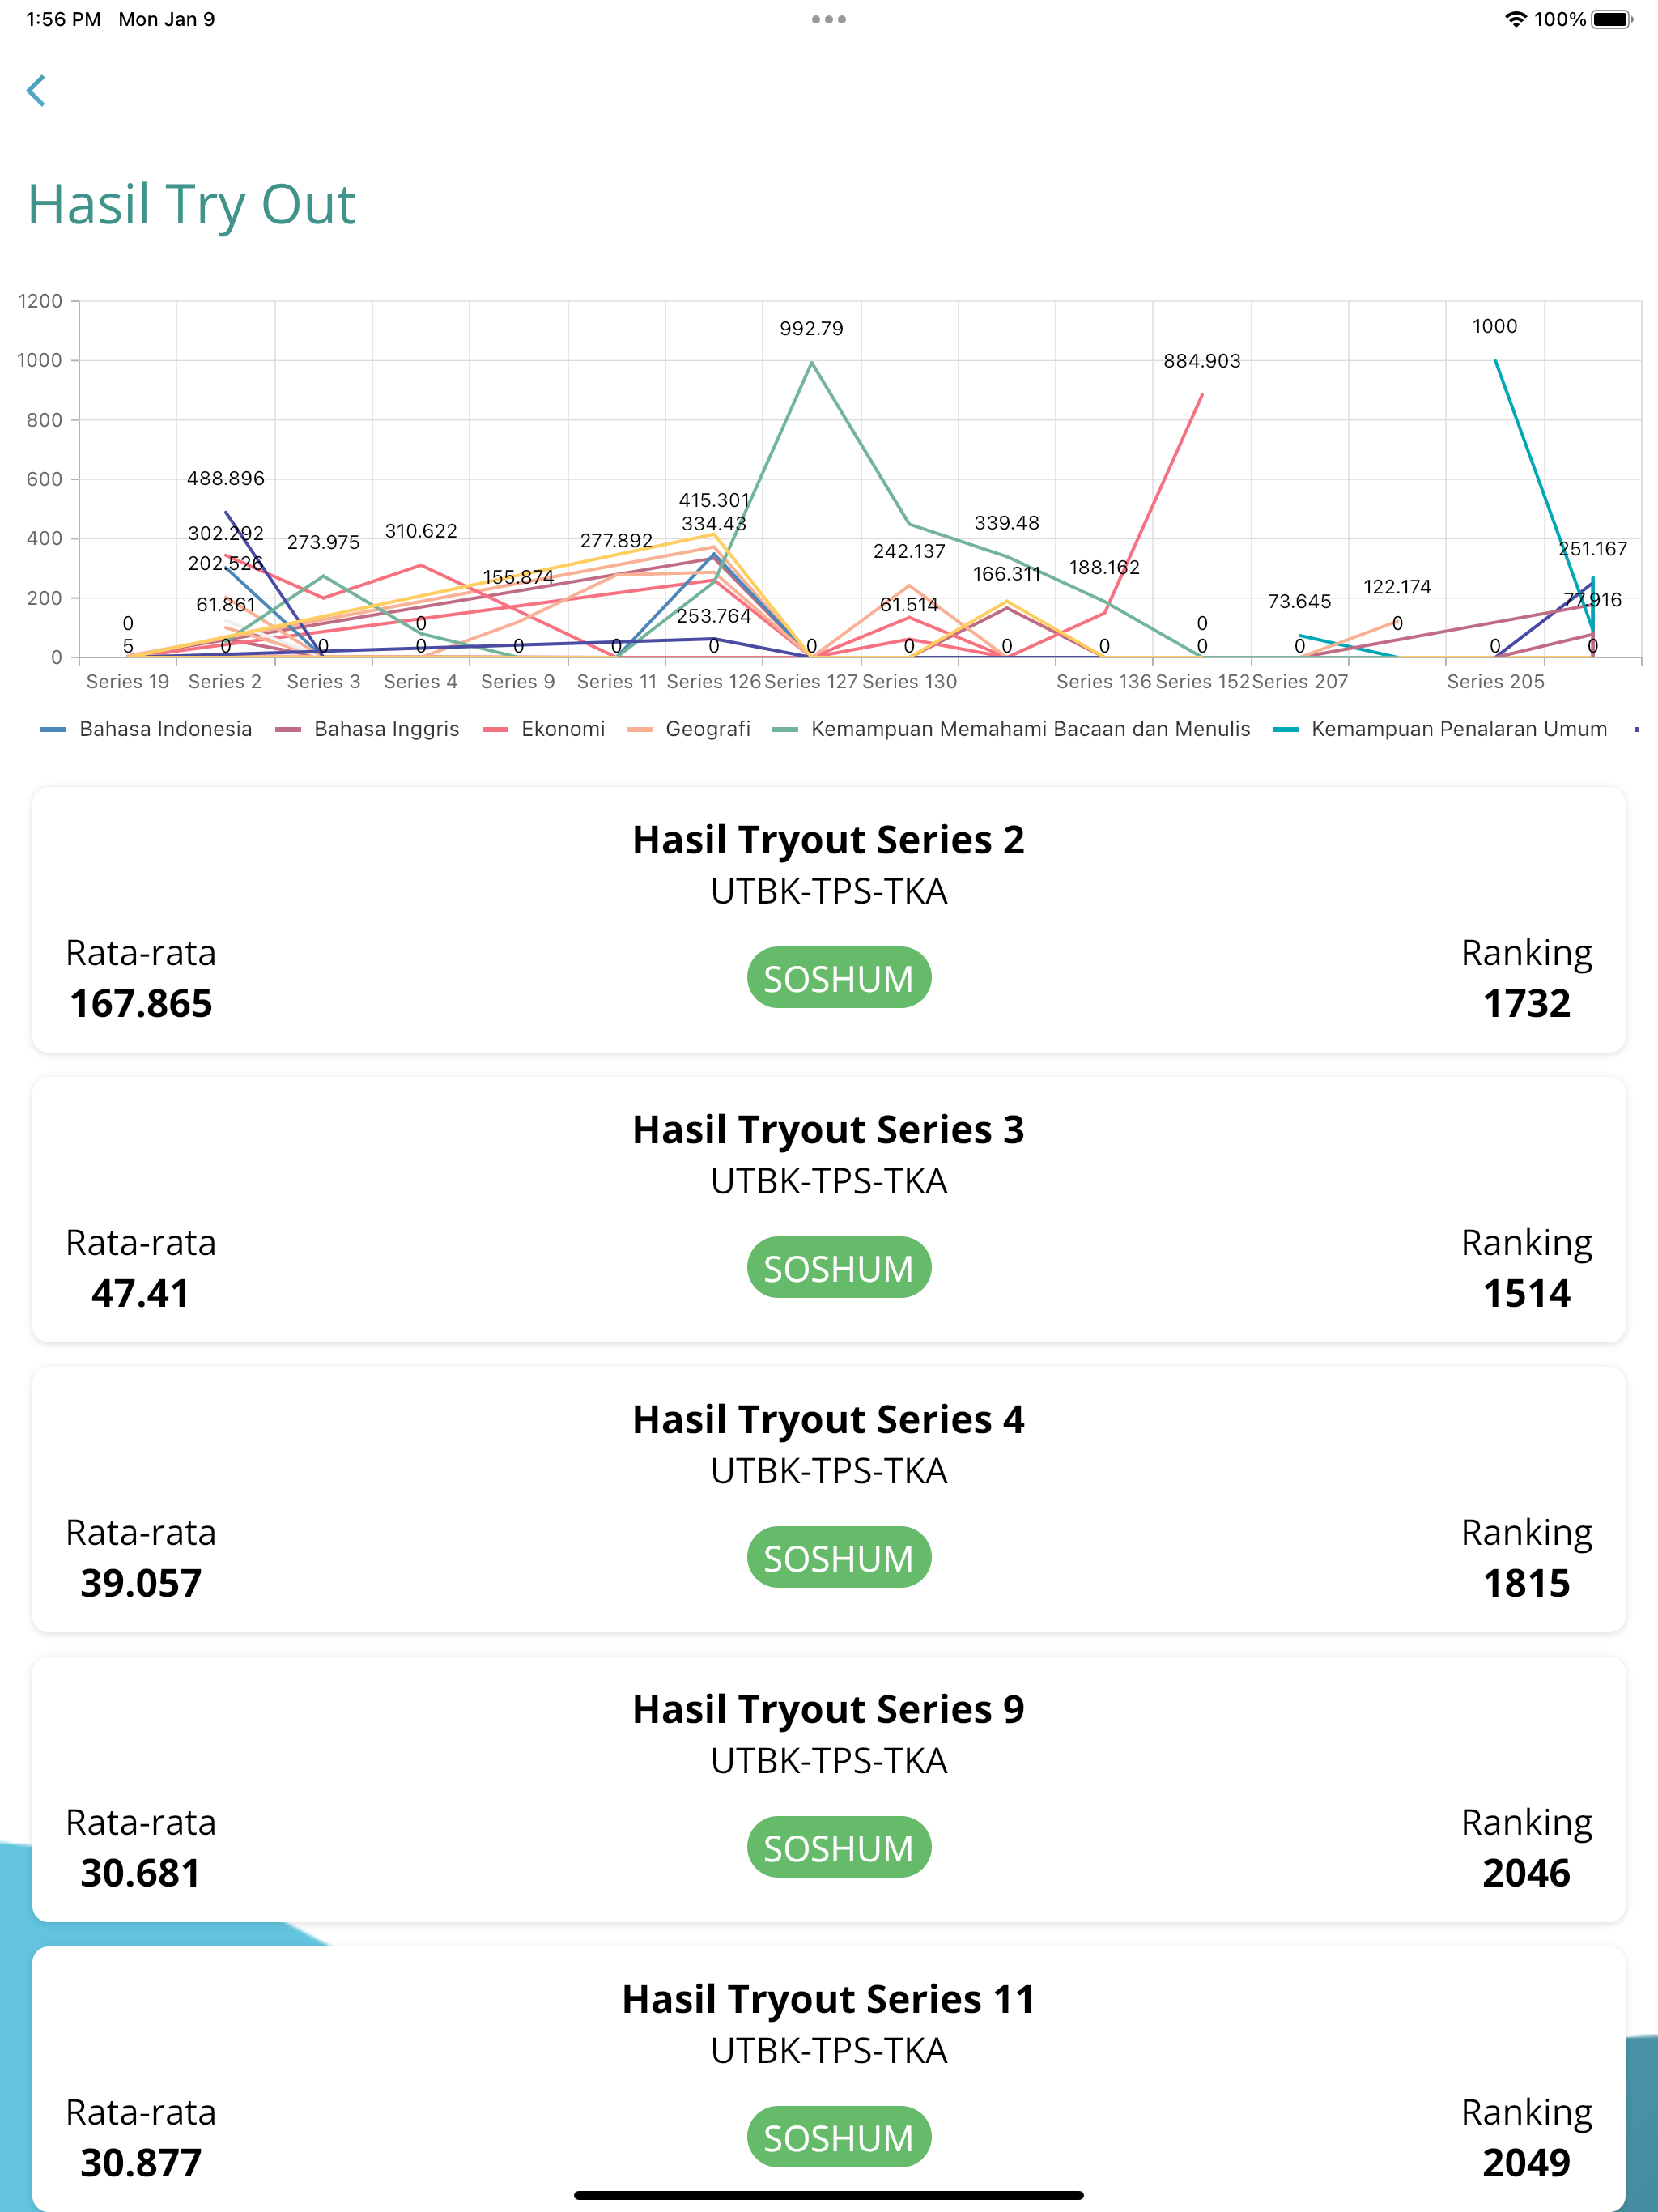 1:56 PM Mon Jan 9
100%
Hasil Try Out
1200
1000
800
600
400
200
0
992.79
1000
884.903
488.896
415.301
302.292
334.43
273.975
310.622
277.892
339.48
242.137
251.167
202.526
155.874
166.311
188.162
122.174
61.861
253.764
61.514
73.645
77.916
0
0
0
0
5
0
0
0
0
0
0
0
0
0
0
0
0
0
0
Series 19
Series 2
Series 3
Series 4
Series 9
Series 11
Series 126
Series 127
Series 130
Series 136
Series 152
Series 207
Series 205
Bahasa Indonesia
Bahasa Inggris
Ekonomi
Geografi
Kemampuan Memahami Bacaan dan Menulis
Kemampuan Penalaran Umum
Hasil Tryout Series 2
UTBK-TPS-TKA
Rata-rata
167.865
SOSHUM
Ranking
1732
Hasil Tryout Series 3
UTBK-TPS-TKA
Rata-rata
47.41
SOSHUM
Ranking
1514
Hasil Tryout Series 4
UTBK-TPS-TKA
Rata-rata
39.057
SOSHUM
Ranking
1815
Hasil Tryout Series 9
UTBK-TPS-TKA
Rata-rata
30.681
SOSHUM
Ranking
2046
Hasil Tryout Series 11
UTBK-TPS-TKA
Rata-rata
30.877
SOSHUM
Ranking
2049